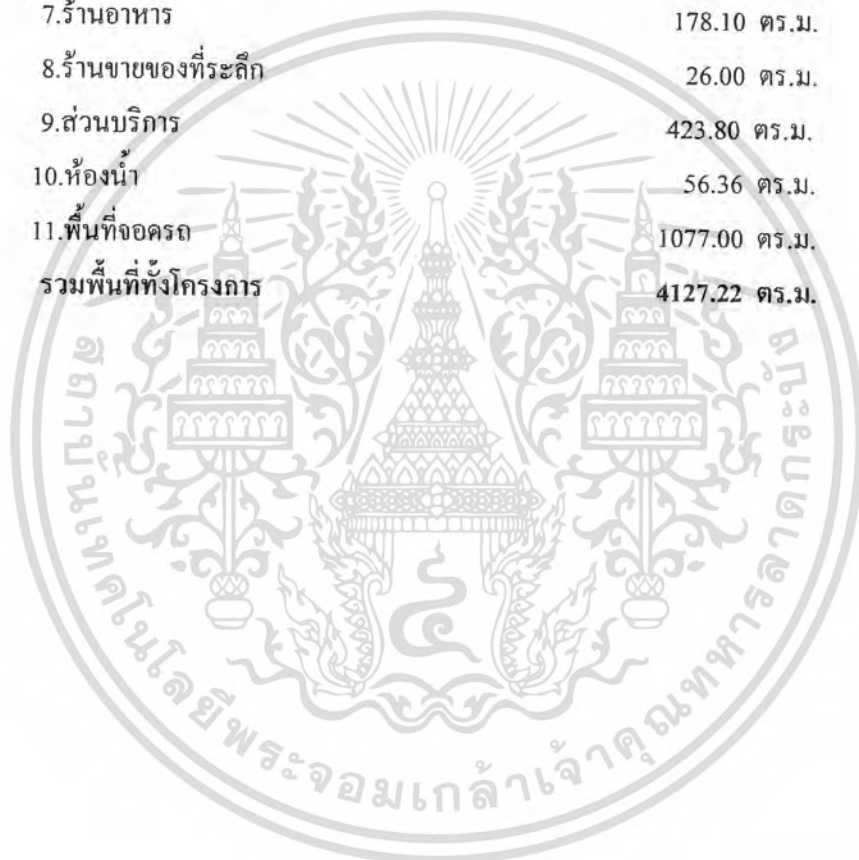 7.ร้านอาหาร 178.10 ตร.ม.
8.ร้านขายของที่ระลึก 26.00 ตร.ม.
9.ส่วนบริการ 423.80 ตร.ม.
10.ห้องน้ำ 56.36 ตร.ม.
11.พื้นที่จอดรถ 1077.00 ตร.ม.
รวมพื้นที่ทั้งโครงการ 4127.22 ตร.ม.
สถาบันเทคโนโลยีพระจอมเกล้าเจ้าคุณทหารลาดกระบัง